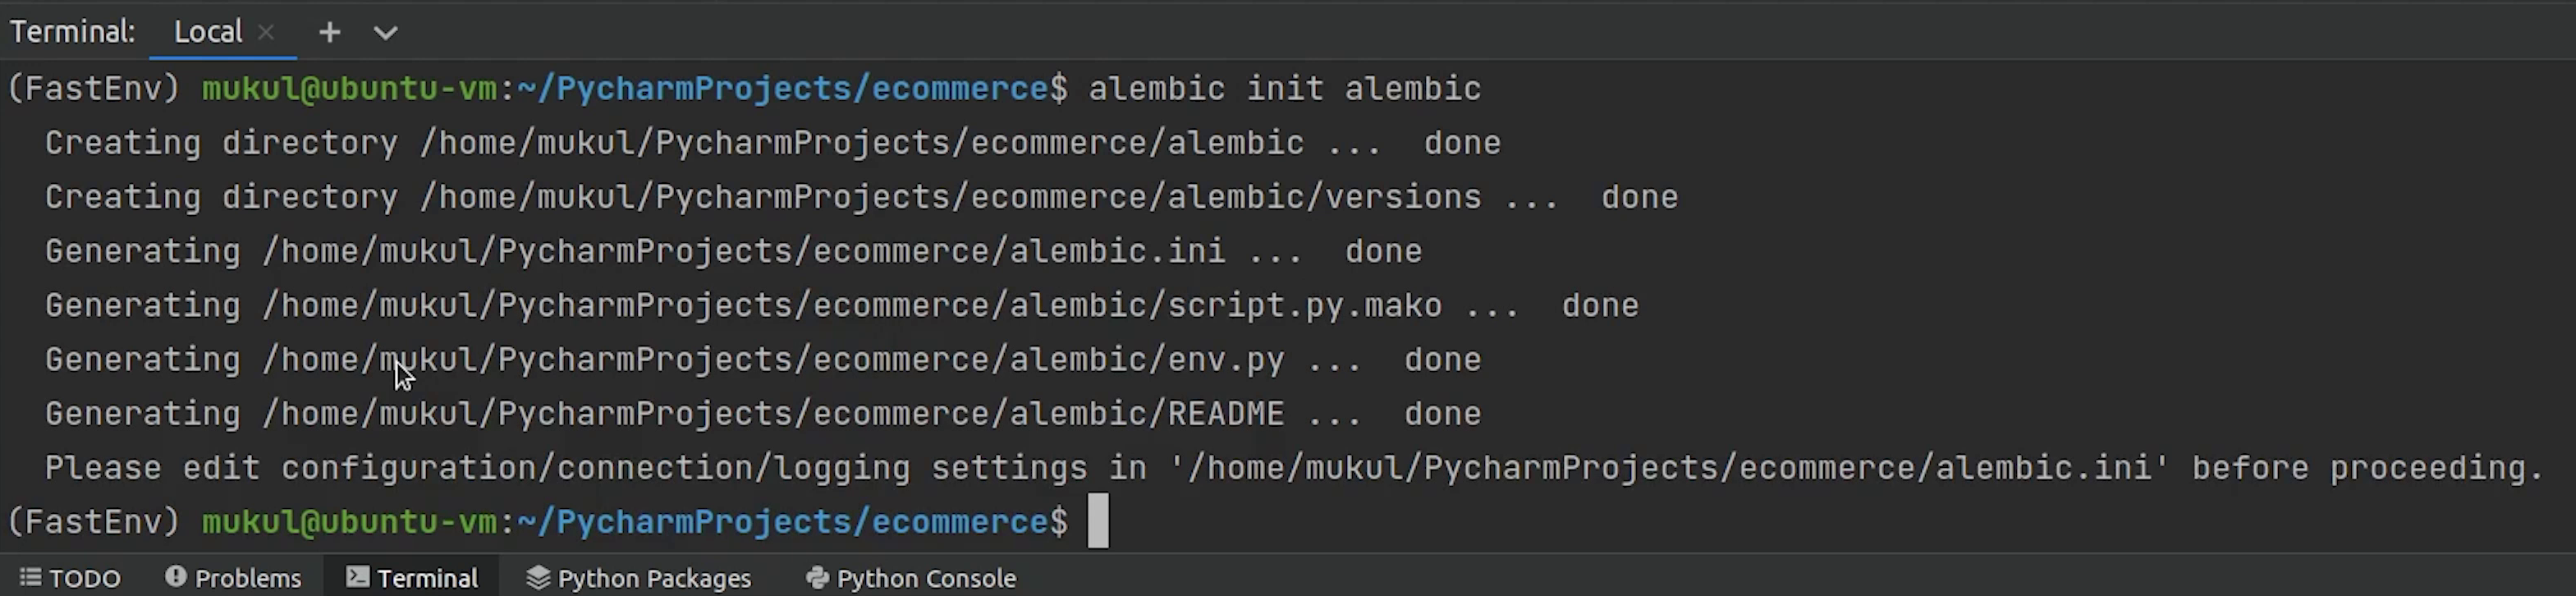 Terminal: Local × + ⌄
(FastEnv) mukul@ubuntu-vm:~/PycharmProjects/ecommerce$ alembic init alembic
  Creating directory /home/mukul/PycharmProjects/ecommerce/alembic ...  done
  Creating directory /home/mukul/PycharmProjects/ecommerce/alembic/versions ...  done
  Generating /home/mukul/PycharmProjects/ecommerce/alembic.ini ...  done
  Generating /home/mukul/PycharmProjects/ecommerce/alembic/script.py.mako ...  done
  Generating /home/mukul/PycharmProjects/ecommerce/alembic/env.py ...  done
  Generating /home/mukul/PycharmProjects/ecommerce/alembic/README ...  done
  Please edit configuration/connection/logging settings in '/home/mukul/PycharmProjects/ecommerce/alembic.ini' before proceeding.
(FastEnv) mukul@ubuntu-vm:~/PycharmProjects/ecommerce$
TODO Problems Terminal Python Packages Python Console